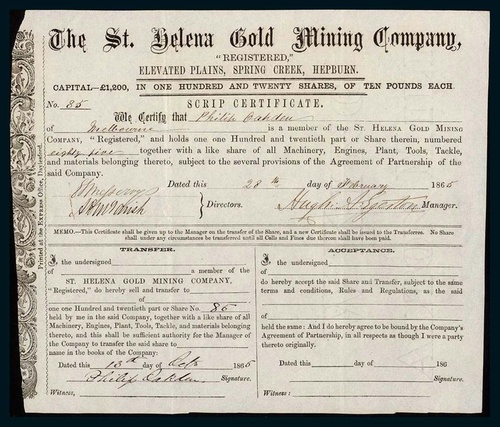 The St. Helena Gold Mining Company,
"REGISTERED,"
ELEVATED PLAINS, SPRING CREEK, HEPBURN.
CAPITAL—£1,200, IN ONE HUNDRED AND TWENTY SHARES, OF TEN POUNDS EACH.
No. 85 SCRIP CERTIFICATE.
We Certify that Philip Oakden
of Melbourne is a member of the ST. HELENA GOLD MINING
COMPANY, "Registered," and holds one one Hundred and twentieth part or Share therein, numbered
eighty five together with a like share of all Machinery, Engines, Plant, Tools, Tackle,
and materials belonging thereto, subject to the several provisions of the Agreement of Partnership of the
said Company.
Dated this 28th day of February 1865
Directors. Hugh Manager.
MEMO.—This Certificate shall be given up to the Manager on the transfer of the Share, and a new Certificate shall be issued to the Transferree. No Share
shall under any circumstances be transferred until all Calls and Fines due thereon shall have been paid.
Printed at the Express Office, Daylesford.
TRANSFER.
I, the undersigned
of a member of the
ST. HELENA GOLD MINING COMPANY,
"Registered," do hereby sell and transfer to
of
one one Hundred and twentieth part or Share No. 85
held by me in the said Company, together with a like share of all
Machinery, Engines, Plant, Tools, and materials belonging
thereto, and this shall be sufficient authority for the Manager of
the Company to transfer the said share to
name in the books of the Company.
Dated this 13th day of Oct 1865
Philip Oakden Signature.
Witness,
ACCEPTANCE.
I, the undersigned
of
do hereby accept the said Share and Transfer, subject to the same
terms and conditions, Rules and Regulations, as the said
of
held the same: And I do hereby agree to be bound by the Company's
Agreement of Partnership, in all respects as though I were a party
thereto originally.
Dated this day of 186
Signature.
Witness,